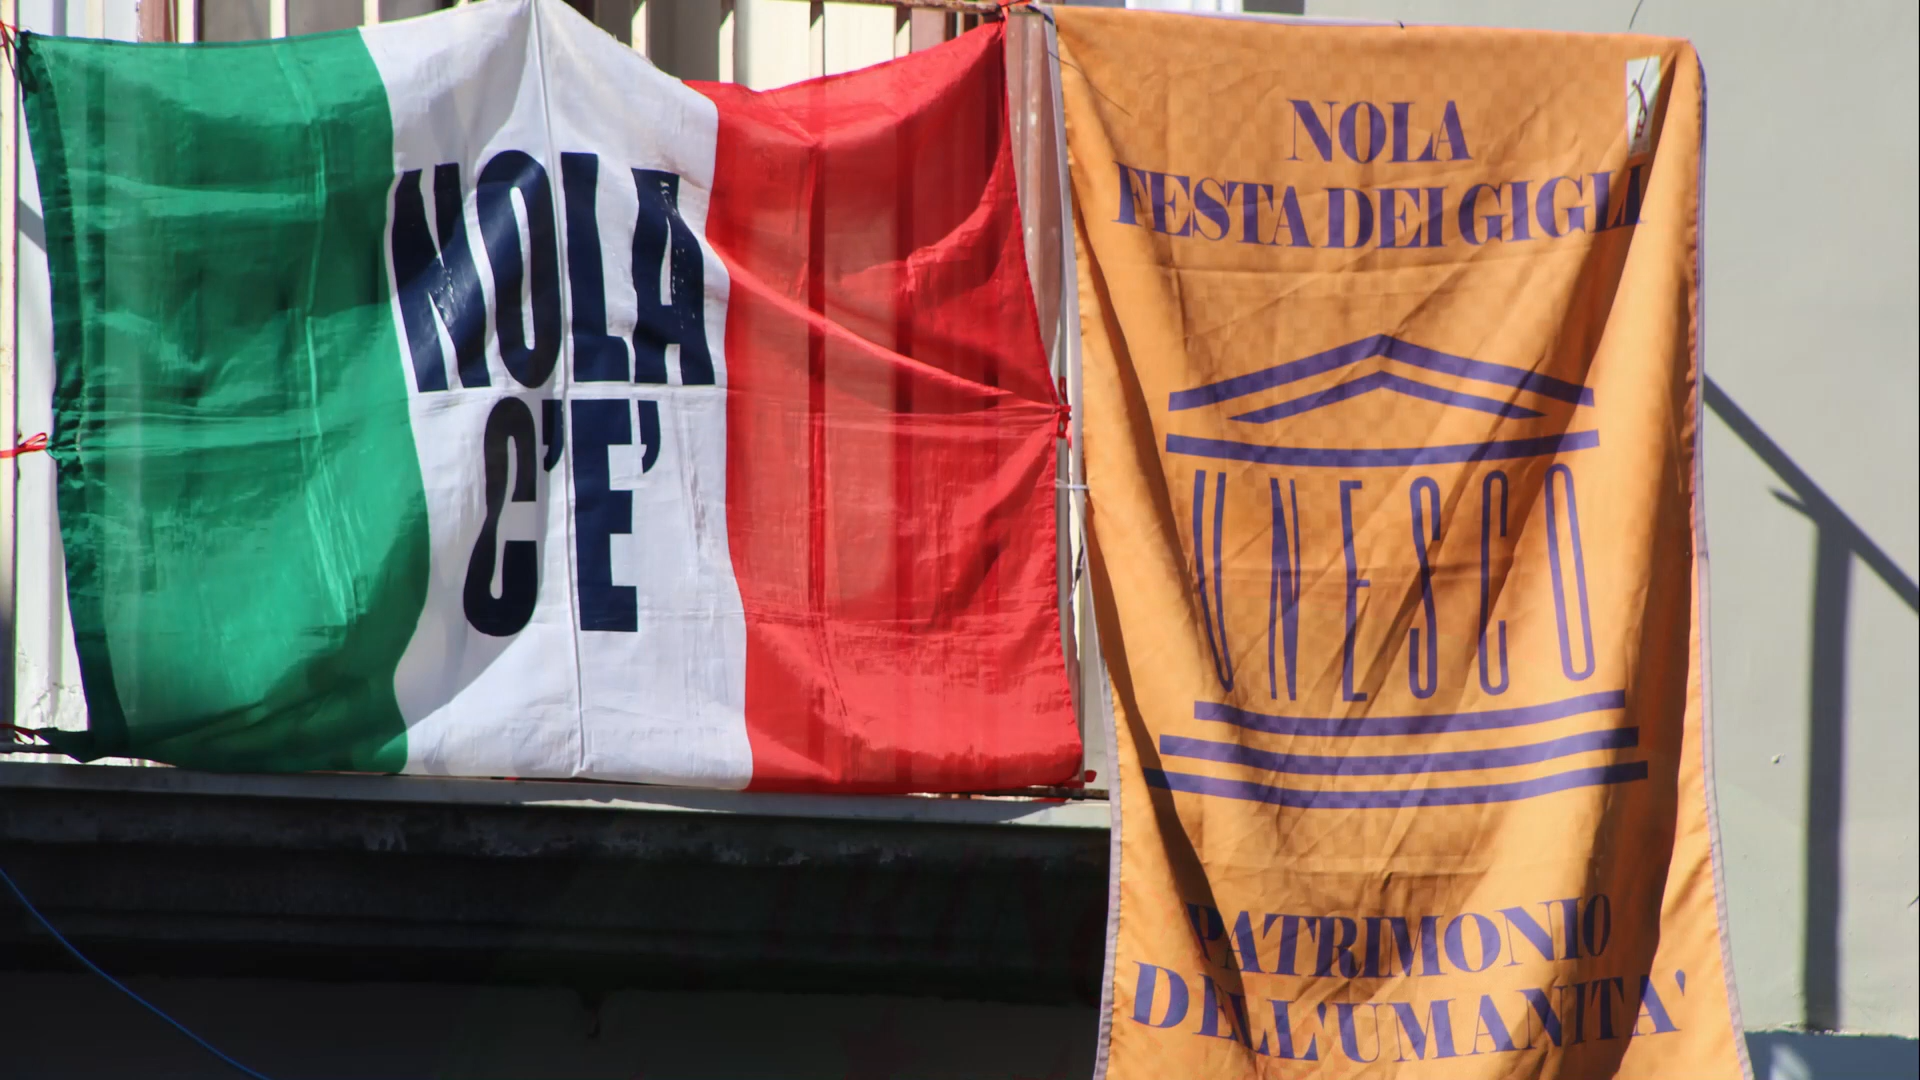 NOLA
C'E'
NOLA
FESTA DEI GIGLI
UNESCO
PATRIMONIO
DELL'UMANITA'